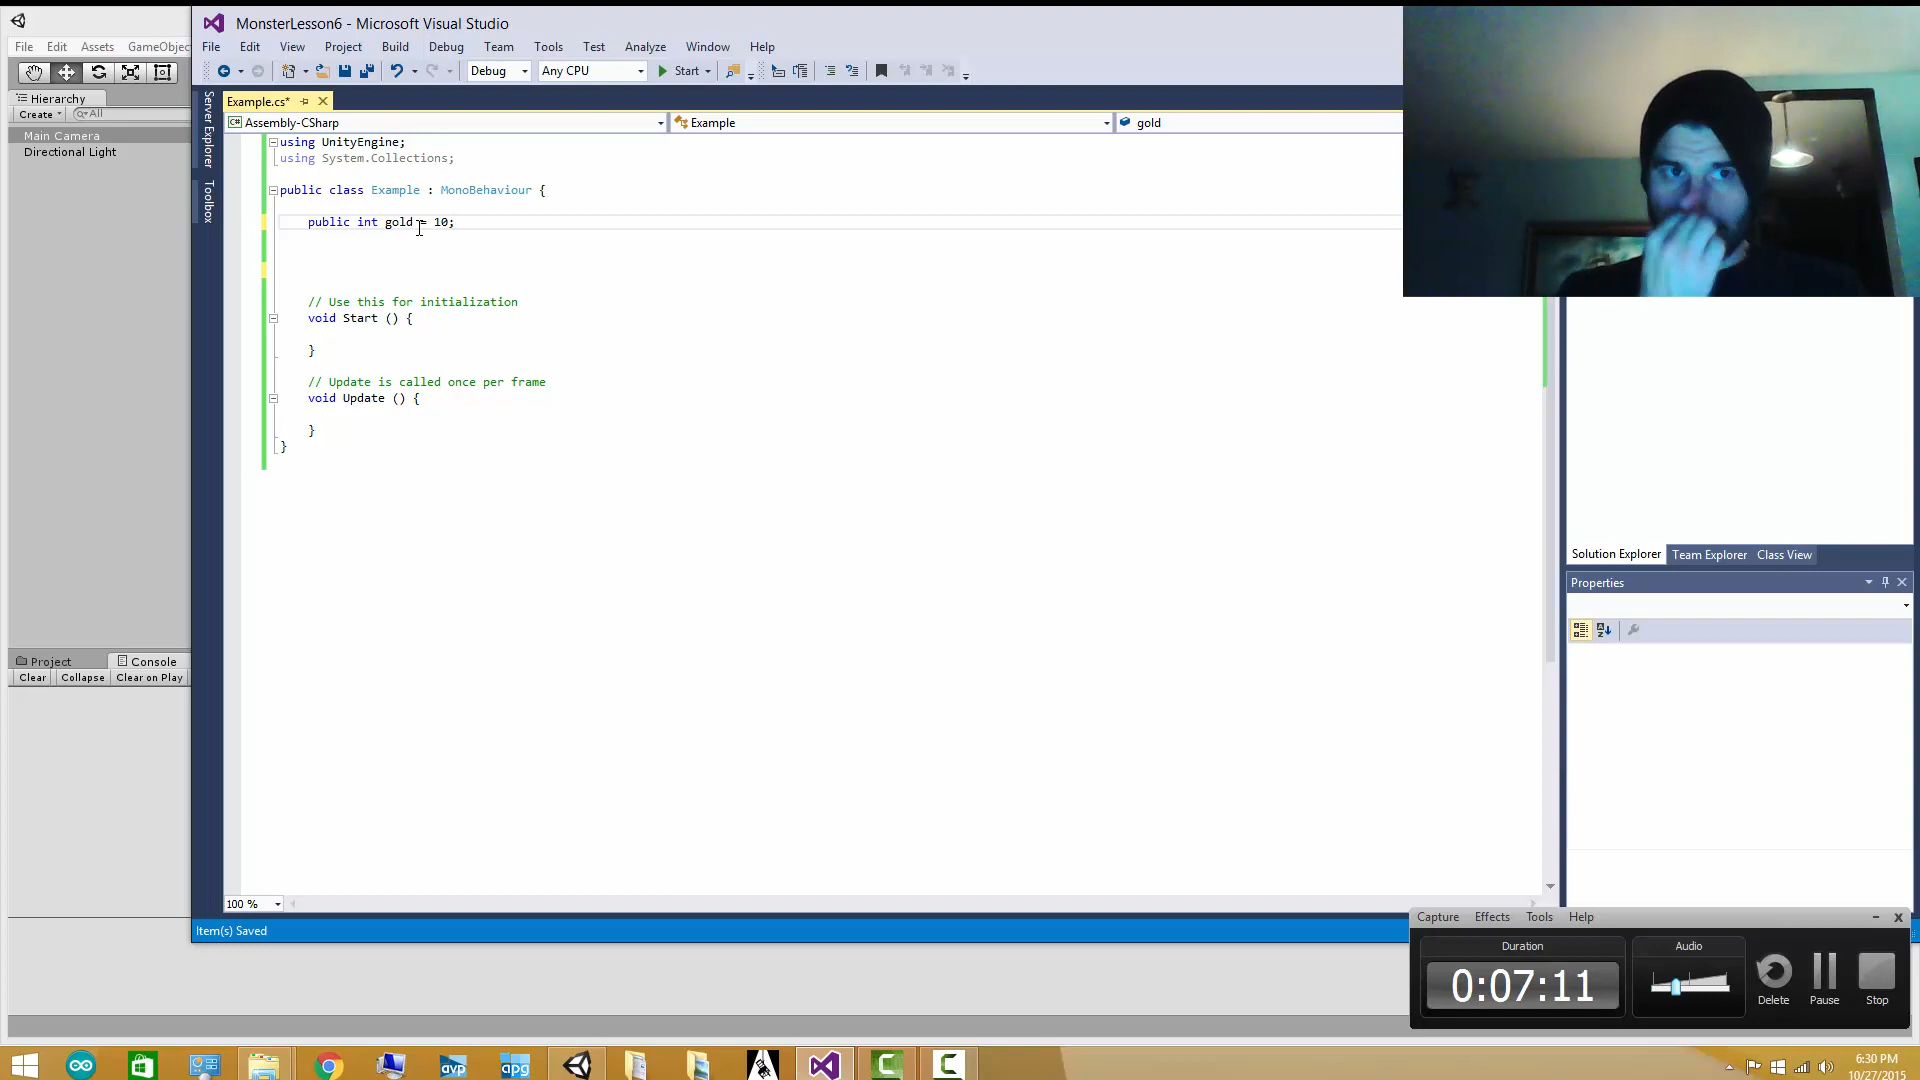 MonsterLesson6 - Microsoft Visual Studio
File Edit Assets GameObjec
File Edit View Project Build Debug Team Tools Test Analyze Window Help
Debug Any CPU Start
Hierarchy
Create All
Main Camera
Directional Light
Server Explorer
Toolbox
Example.cs*
C# Assembly-CSharp Example gold
using UnityEngine;
using System.Collections;
public class Example : MonoBehaviour {
public int gold = 10;
// Use this for initialization
void Start () {
}
// Update is called once per frame
void Update () {
}
}
Solution Explorer Team Explorer Class View
Properties
Project Console
Clear Collapse Clear on Play
100 %
Item(s) Saved
Capture Effects Tools Help
Duration Audio
0:07:11
Delete Pause Stop
avp apg
6:30 PM
10/27/2015